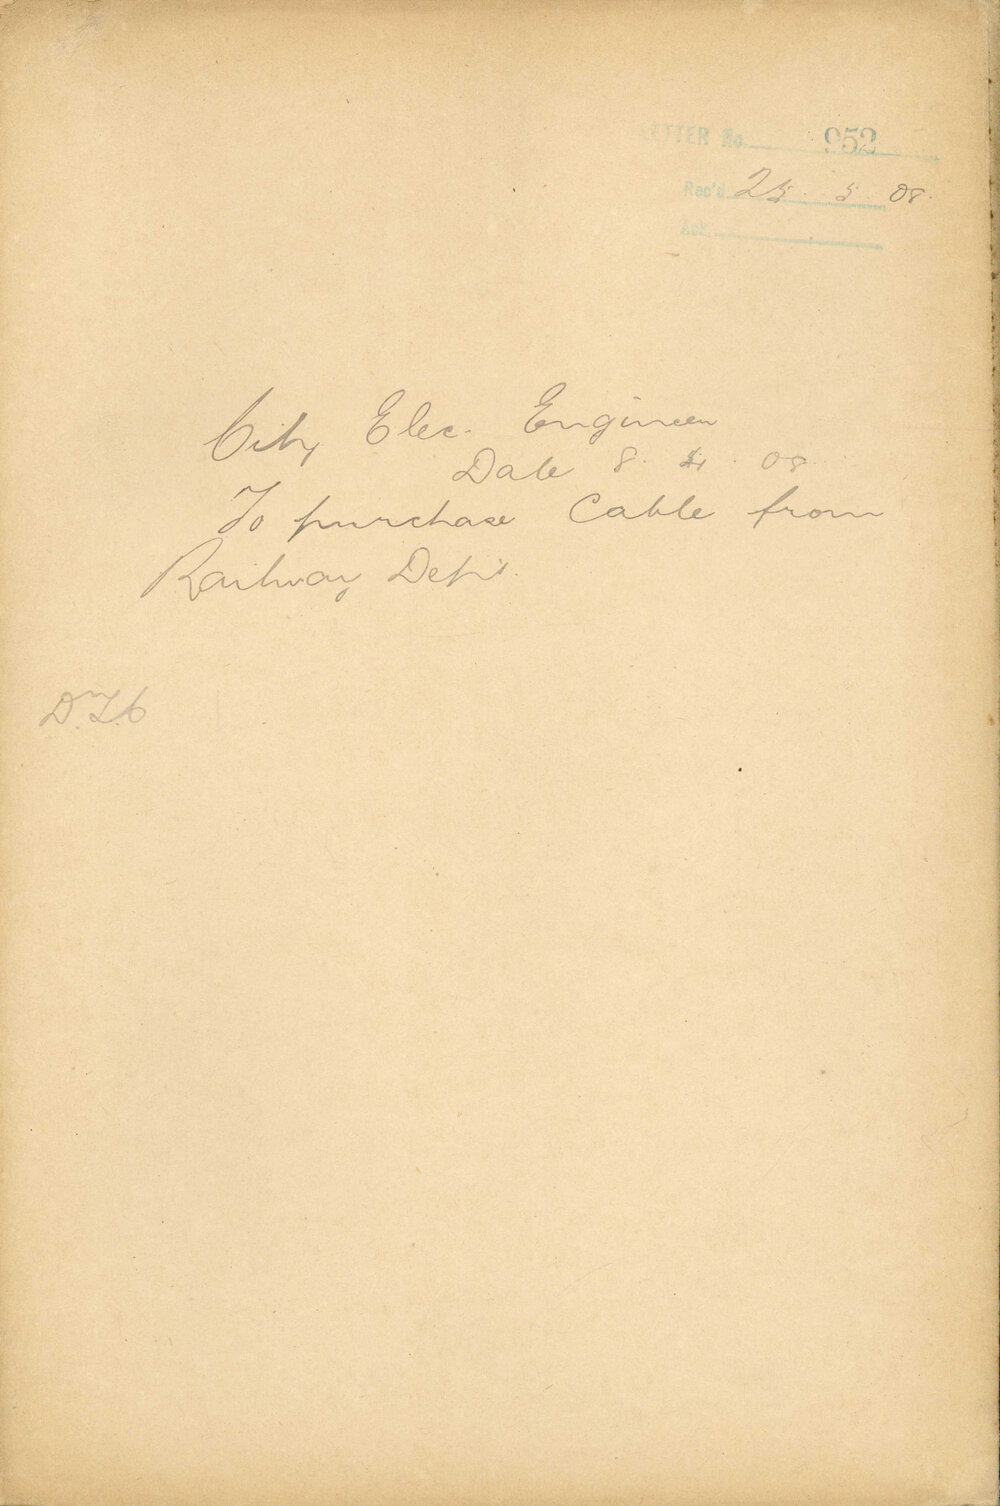 LETTER No. 952
Rec'd 25. 5 08.
Ack.
City Elec. Engineer
Date 8. 4. 08.
To purchase Cable from
Railway Dept.